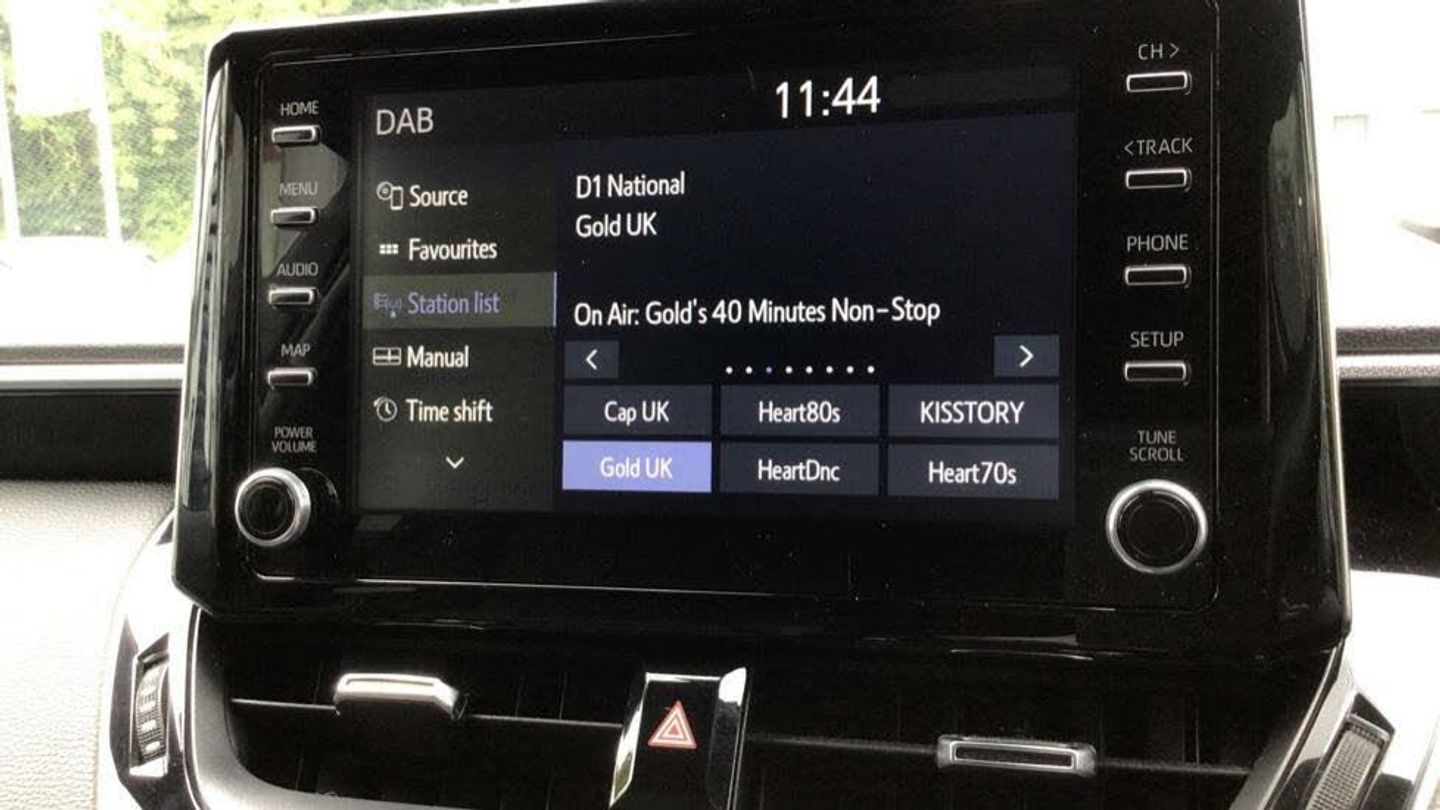 HOME
MENU
AUDIO
MAP
POWER
VOLUME
DAB
11:44
Source
Favourites
Station list
Manual
Time shift
D1 National
Gold UK
On Air: Gold's 40 Minutes Non-Stop
Cap UK
Heart80s
KISSTORY
Gold UK
HeartDnc
Heart70s
CH >
<TRACK
PHONE
SETUP
TUNE
SCROLL